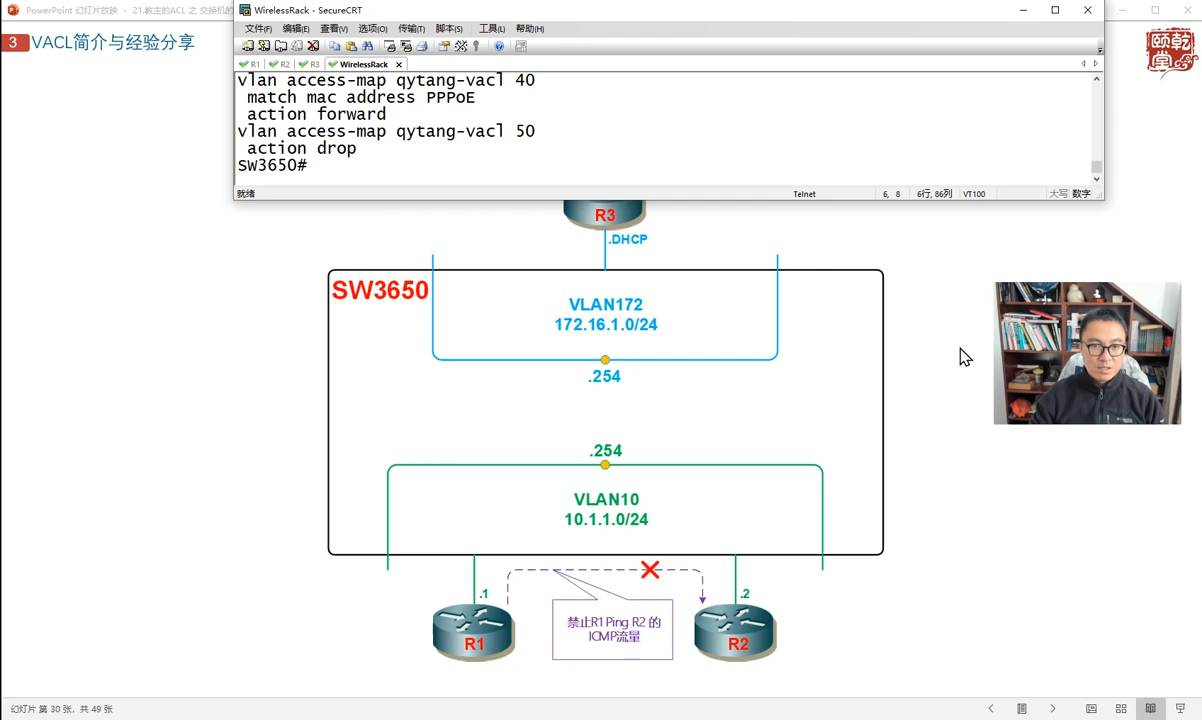 PowerPoint 幻灯片放映 - 21.教主的ACL 之 交换机的
3 VACL简介与经验分享
WirelessRack - SecureCRT
文件(F) 编辑(E) 查看(V) 选项(O) 传输(T) 脚本(S) 工具(L) 帮助(H)
R1 R2 R3 WirelessRack
vlan access-map qytang-vacl 40
match mac address PPPoE
action forward
vlan access-map qytang-vacl 50
action drop
SW3650#
就绪 Telnet 6, 8 6行, 86列 VT100 大写 数字
颐乾堂
R3
.DHCP
SW3650
VLAN172
172.16.1.0/24
.254
.254
VLAN10
10.1.1.0/24
.1
.2
禁止R1 Ping R2 的
ICMP流量
R1
R2
幻灯片 第 30 张，共 49 张